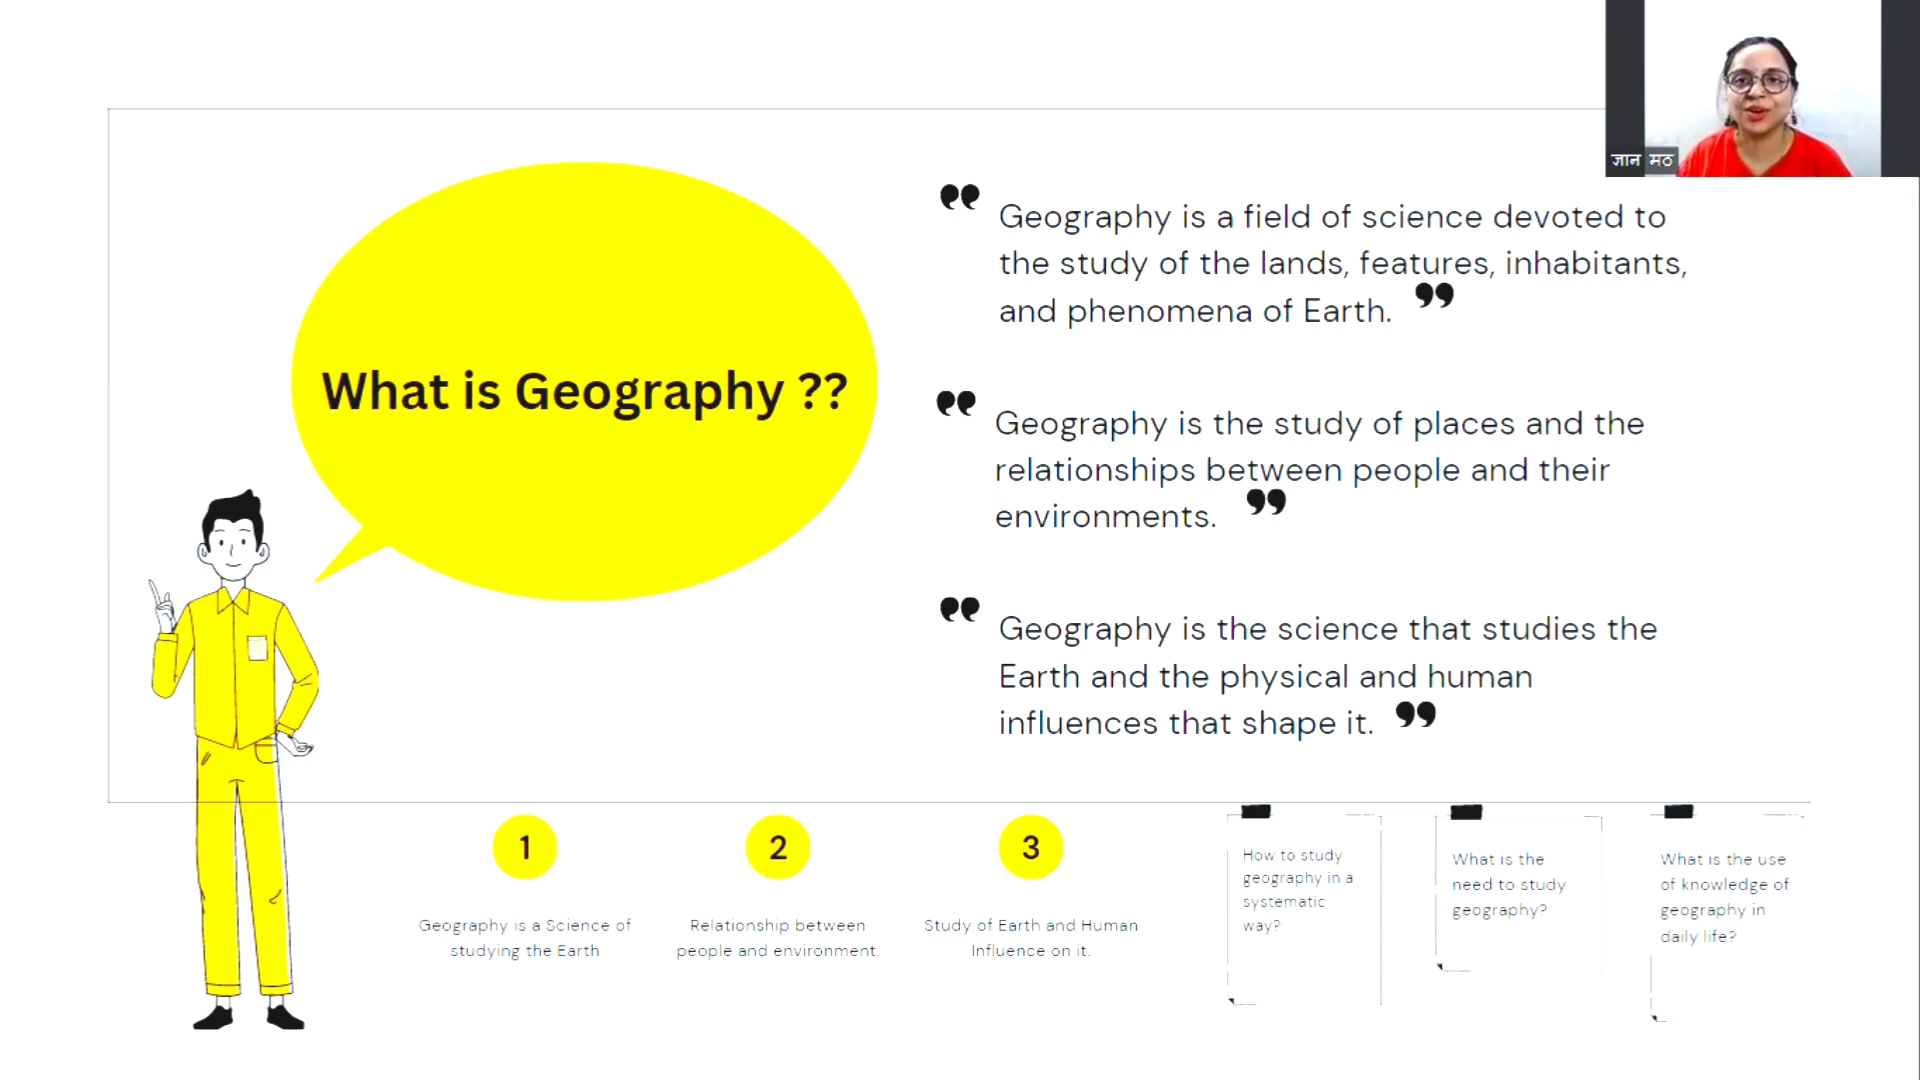 ज्ञान मठ
What is Geography ??
Geography is a field of science devoted to
the study of the lands, features, inhabitants,
and phenomena of Earth.
Geography is the study of places and the
relationships between people and their
environments.
Geography is the science that studies the
Earth and the physical and human
influences that shape it.
1
Geography is a Science of
studying the Earth
2
Relationship between
people and environment.
3
Study of Earth and Human
Influence on it.
How to study
geography in a
systematic
way?
What is the
need to study
geography?
What is the use
of knowledge of
geography in
daily life?